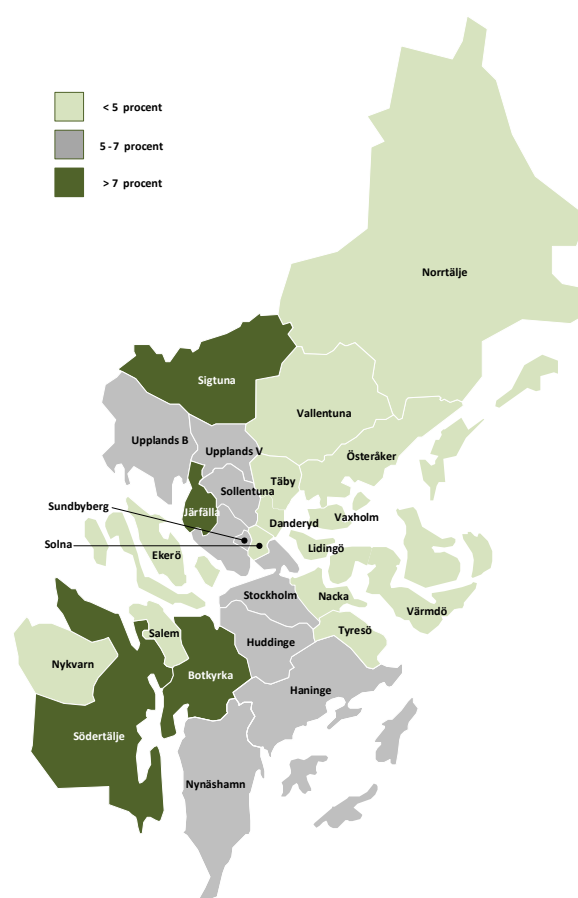 < 5 procent
5 - 7 procent
> 7 procent
Norrtälje
Sigtuna
Vallentuna
Upplands B
Upplands V
Österåker
Täby
Sollentuna
Sundbyberg
Järfälla
Vaxholm
Danderyd
Solna
Lidingö
Ekerö
Stockholm
Nacka
Värmdö
Salem
Tyresö
Huddinge
Nykvarn
Botkyrka
Haninge
Södertälje
Nynäshamn